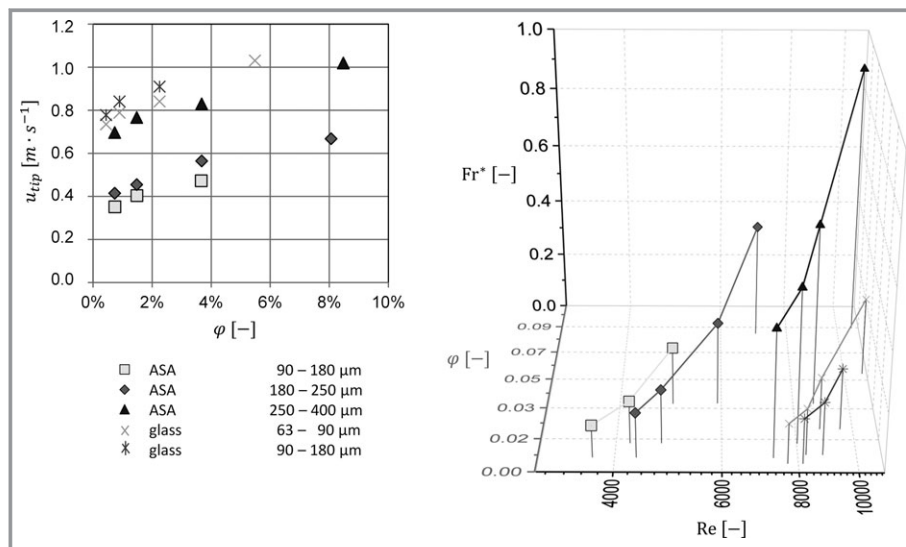 1.2
1.0
0.8
0.6
0.4
0.2
0.0
u_tip [m · s⁻¹]
0% 2% 4% 6% 8% 10%
φ [−]
ASA 90 – 180 µm
ASA 180 – 250 µm
ASA 250 – 400 µm
glass 63 – 90 µm
glass 90 – 180 µm
1.0
0.8
0.6
Fr* [−]
0.4
0.2
0.0
0.09
0.07
φ [−]
0.05
0.03
0.02
0.00
4000 6000 8000 10000
Re [−]